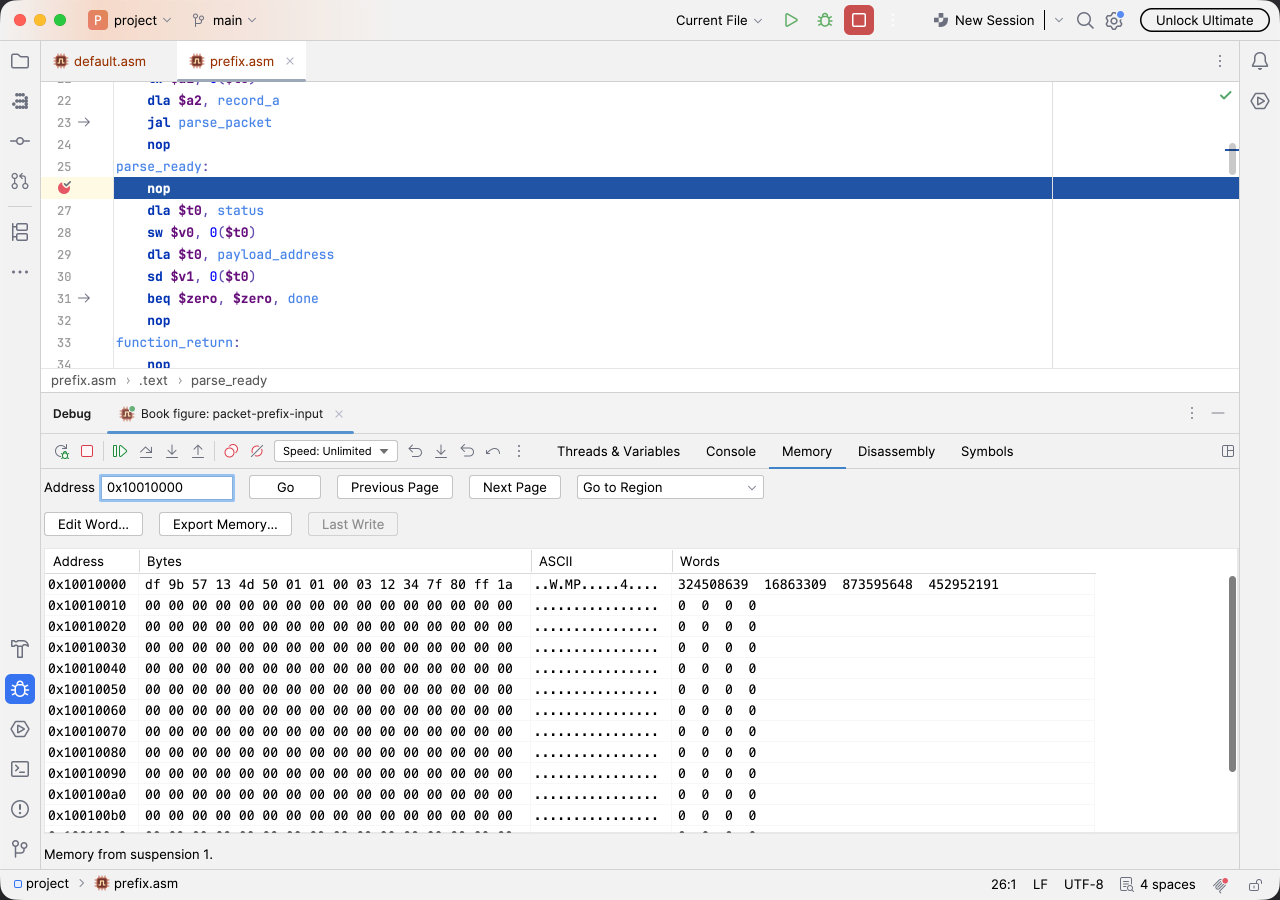 P project main Current File New Session Unlock Ultimate
default.asm prefix.asm
22 dla $a2, record_a
23 jal parse_packet
24 nop
25 parse_ready:
nop
27 dla $t0, status
28 sw $v0, 0($t0)
29 dla $t0, payload_address
30 sd $v1, 0($t0)
31 beq $zero, $zero, done
32 nop
33 function_return:
34 nop
prefix.asm › .text › parse_ready
Debug Book figure: packet-prefix-input
Speed: Unlimited Threads & Variables Console Memory Disassembly Symbols
Address 0x10010000 Go Previous Page Next Page Go to Region
Edit Word... Export Memory... Last Write
Address Bytes ASCII Words
0x10010000 df 9b 57 13 4d 50 01 01 00 03 12 34 7f 80 ff 1a ..W.MP.....4.... 324508639 16863309 873595648 452952191
0x10010010 00 00 00 00 00 00 00 00 00 00 00 00 00 00 00 00 ................ 0 0 0 0
0x10010020 00 00 00 00 00 00 00 00 00 00 00 00 00 00 00 00 ................ 0 0 0 0
0x10010030 00 00 00 00 00 00 00 00 00 00 00 00 00 00 00 00 ................ 0 0 0 0
0x10010040 00 00 00 00 00 00 00 00 00 00 00 00 00 00 00 00 ................ 0 0 0 0
0x10010050 00 00 00 00 00 00 00 00 00 00 00 00 00 00 00 00 ................ 0 0 0 0
0x10010060 00 00 00 00 00 00 00 00 00 00 00 00 00 00 00 00 ................ 0 0 0 0
0x10010070 00 00 00 00 00 00 00 00 00 00 00 00 00 00 00 00 ................ 0 0 0 0
0x10010080 00 00 00 00 00 00 00 00 00 00 00 00 00 00 00 00 ................ 0 0 0 0
0x10010090 00 00 00 00 00 00 00 00 00 00 00 00 00 00 00 00 ................ 0 0 0 0
0x100100a0 00 00 00 00 00 00 00 00 00 00 00 00 00 00 00 00 ................ 0 0 0 0
0x100100b0 00 00 00 00 00 00 00 00 00 00 00 00 00 00 00 00 ................ 0 0 0 0
Memory from suspension 1.
project › prefix.asm 26:1 LF UTF-8 4 spaces